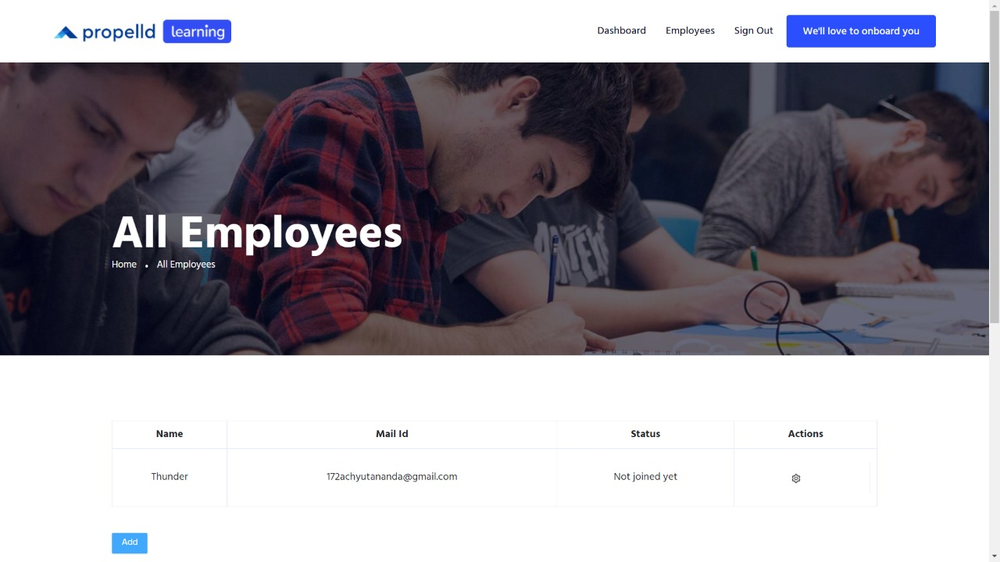 propelld learning
Dashboard Employees Sign Out We'll love to onboard you
All Employees
Home • All Employees
Name Mail Id Status Actions
Thunder 172achyutananda@gmail.com Not joined yet
Add